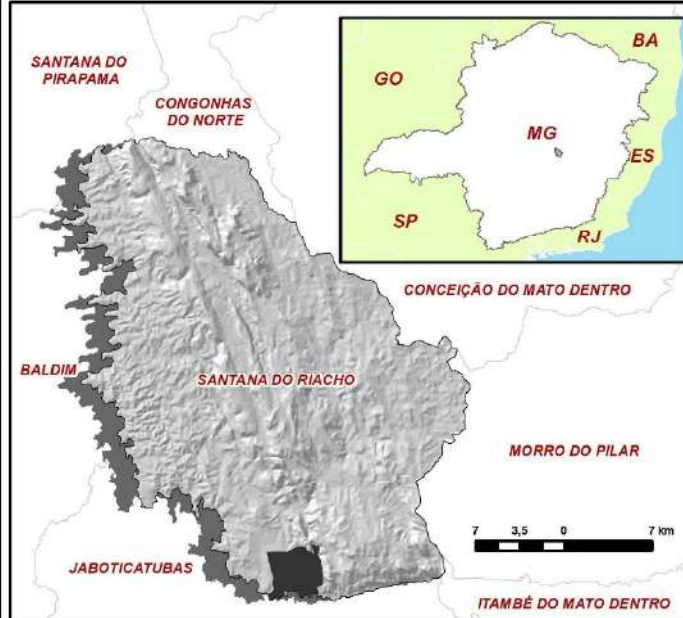 SANTANA DO
PIRAPAMA
CONGONHAS
DO NORTE
BA
GO
MG
ES
SP
RJ
CONCEIÇÃO DO MATO DENTRO
BALDIM
SANTANA DO RIACHO
MORRO DO PILAR
7 3,5 0 7 km
JABOTICATUBAS
ITAMBÉ DO MATO DENTRO